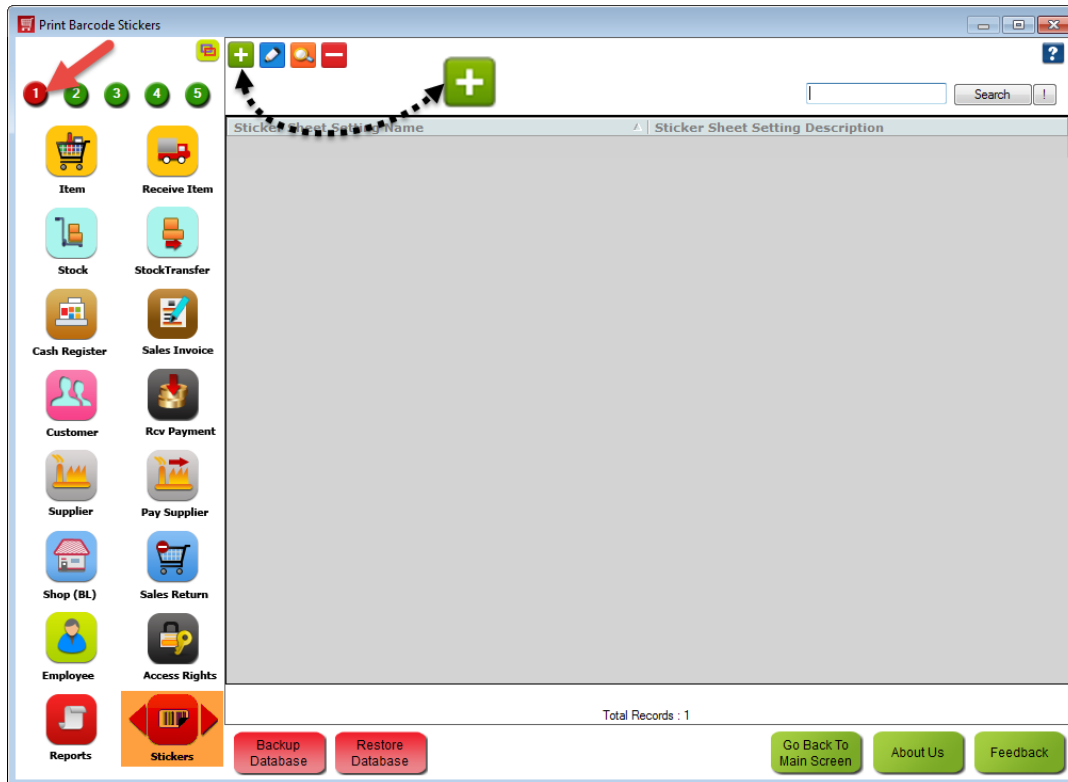 Print Barcode Stickers
?
1 2 3 4 5
Search !
Sticker Sheet Setting Name
Sticker Sheet Setting Description
Item
Receive Item
Stock
StockTransfer
Cash Register
Sales Invoice
Customer
Rcv Payment
Supplier
Pay Supplier
Shop (BL)
Sales Return
Employee
Access Rights
Reports
Stickers
Total Records : 1
Backup
Database
Restore
Database
Go Back To
Main Screen
About Us
Feedback